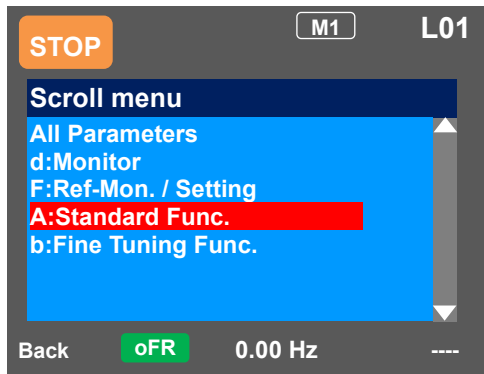 STOP M1 L01
Scroll menu
All Parameters
d:Monitor
F:Ref-Mon. / Setting
A:Standard Func.
b:Fine Tuning Func.
Back oFR 0.00 Hz ----